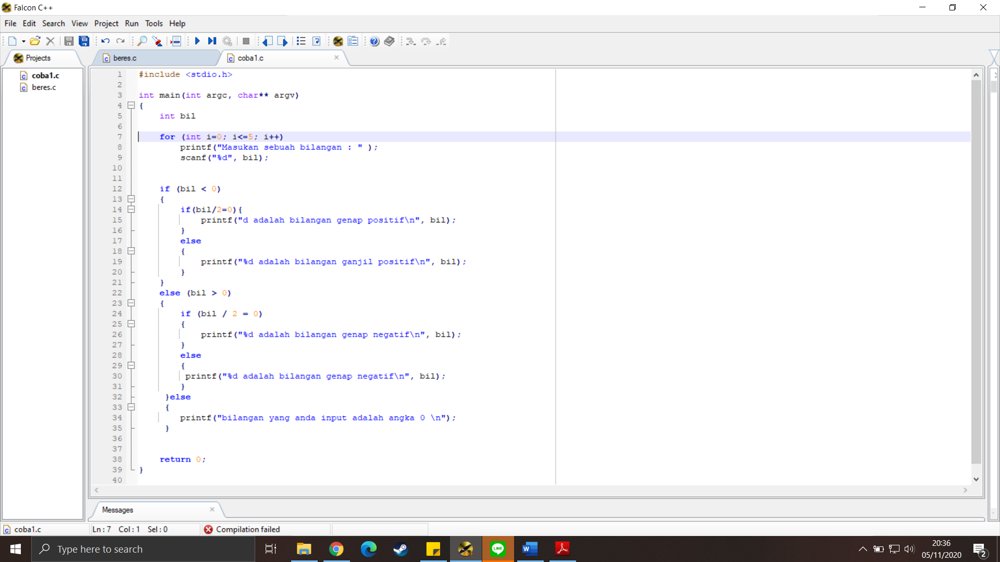 Falcon C++
File Edit Search View Project Run Tools Help
Projects
beres.c
coba1.c
coba1.c
beres.c
1 #include <stdio.h>
2
3 int main(int argc, char** argv)
4 {
5 int bil
6
7 for (int i=0; i<=5; i++)
8 printf("Masukan sebuah bilangan : " );
9 scanf("%d", bil);
10
11
12 if (bil < 0)
13 {
14 if(bil/2=0){
15 printf("d adalah bilangan genap positif\n", bil);
16 }
17 else
18 {
19 printf("%d adalah bilangan ganjil positif\n", bil);
20 }
21 }
22 else (bil > 0)
23 {
24 if (bil / 2 = 0)
25 {
26 printf("%d adalah bilangan genap negatif\n", bil);
27 }
28 else
29 {
30 printf("%d adalah bilangan genap negatif\n", bil);
31 }
32 }else
33 {
34 printf("bilangan yang anda input adalah angka 0 \n");
35 }
36
37
38 return 0;
39 }
40
Messages
coba1.c Ln : 7 Col : 1 Sel : 0 Compilation failed
Type here to search
LINE
20:36
05/11/2020
2